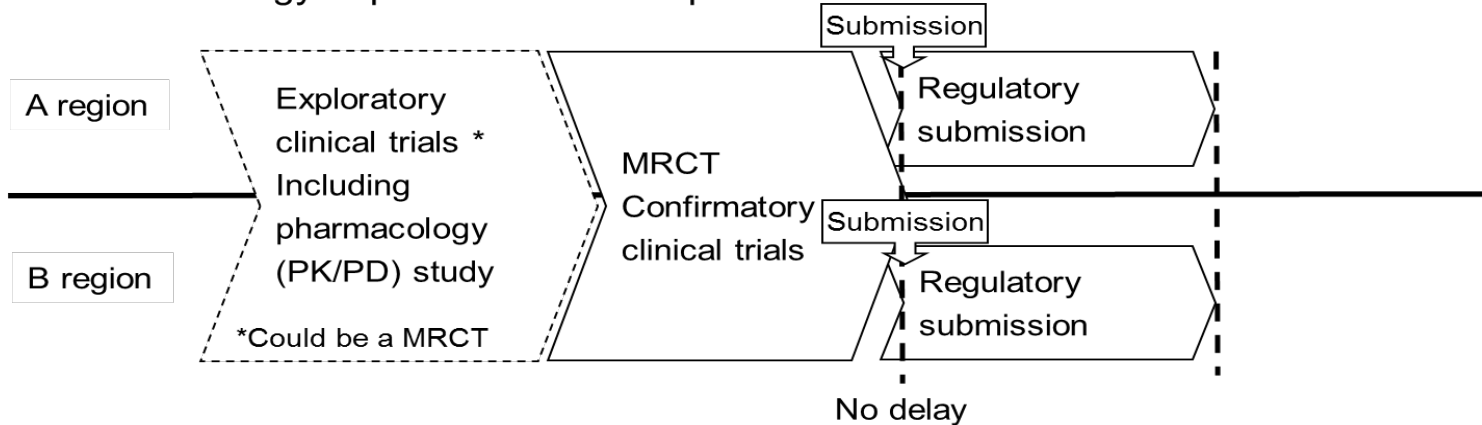 Submission
A region
Exploratory
clinical trials *
Including
pharmacology
(PK/PD) study
*Could be a MRCT
MRCT
Confirmatory
clinical trials
Regulatory
submission
B region
Submission
Regulatory
submission
No delay